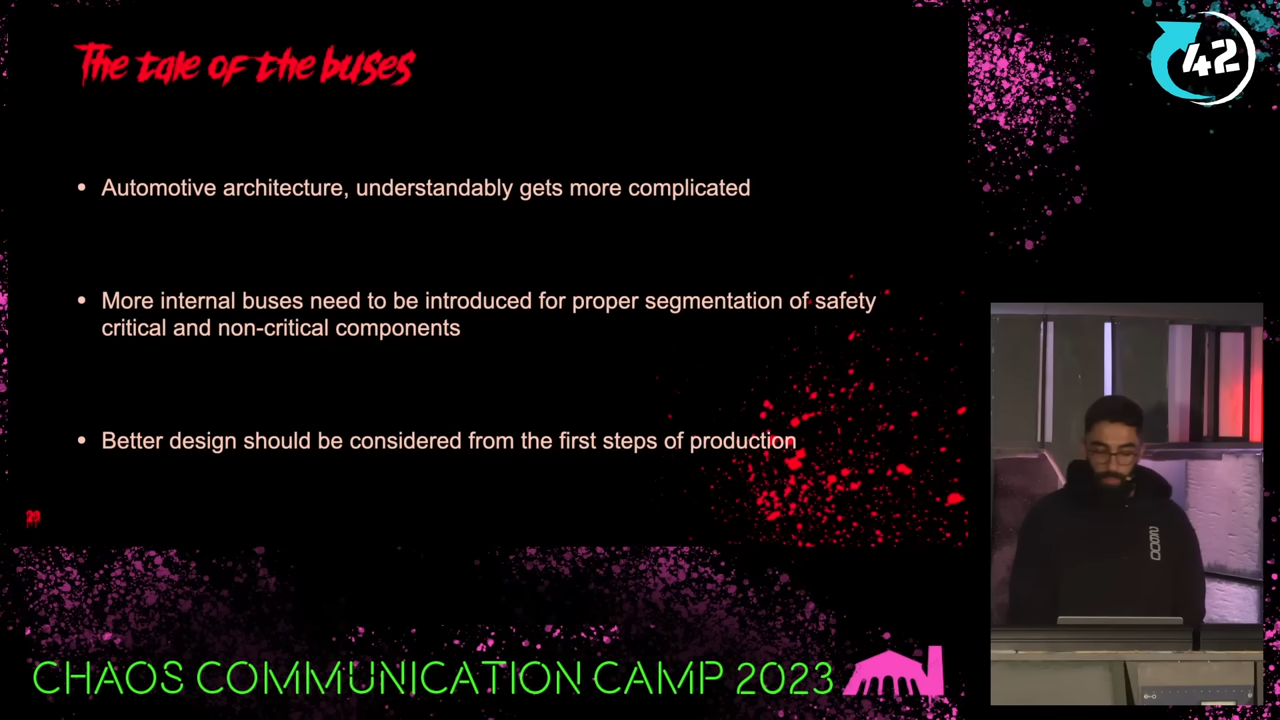 The tale of the buses
42
• Automotive architecture, understandably gets more complicated
• More internal buses need to be introduced for proper segmentation of safety
critical and non-critical components
• Better design should be considered from the first steps of production
29
CHAOS COMMUNICATION CAMP 2023